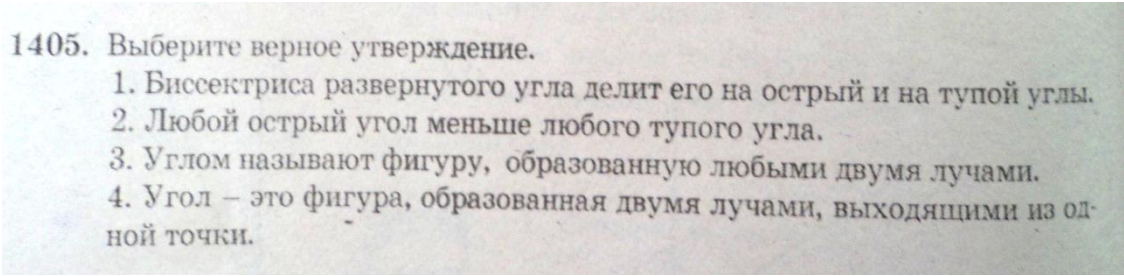 1405. Выберите верное утверждение.
1. Биссектриса развернутого угла делит его на острый и на тупой углы.
2. Любой острый угол меньше любого тупого угла.
3. Углом называют фигуру, образованную любыми двумя лучами.
4. Угол – это фигура, образованная двумя лучами, выходящими из од-
ной точки.